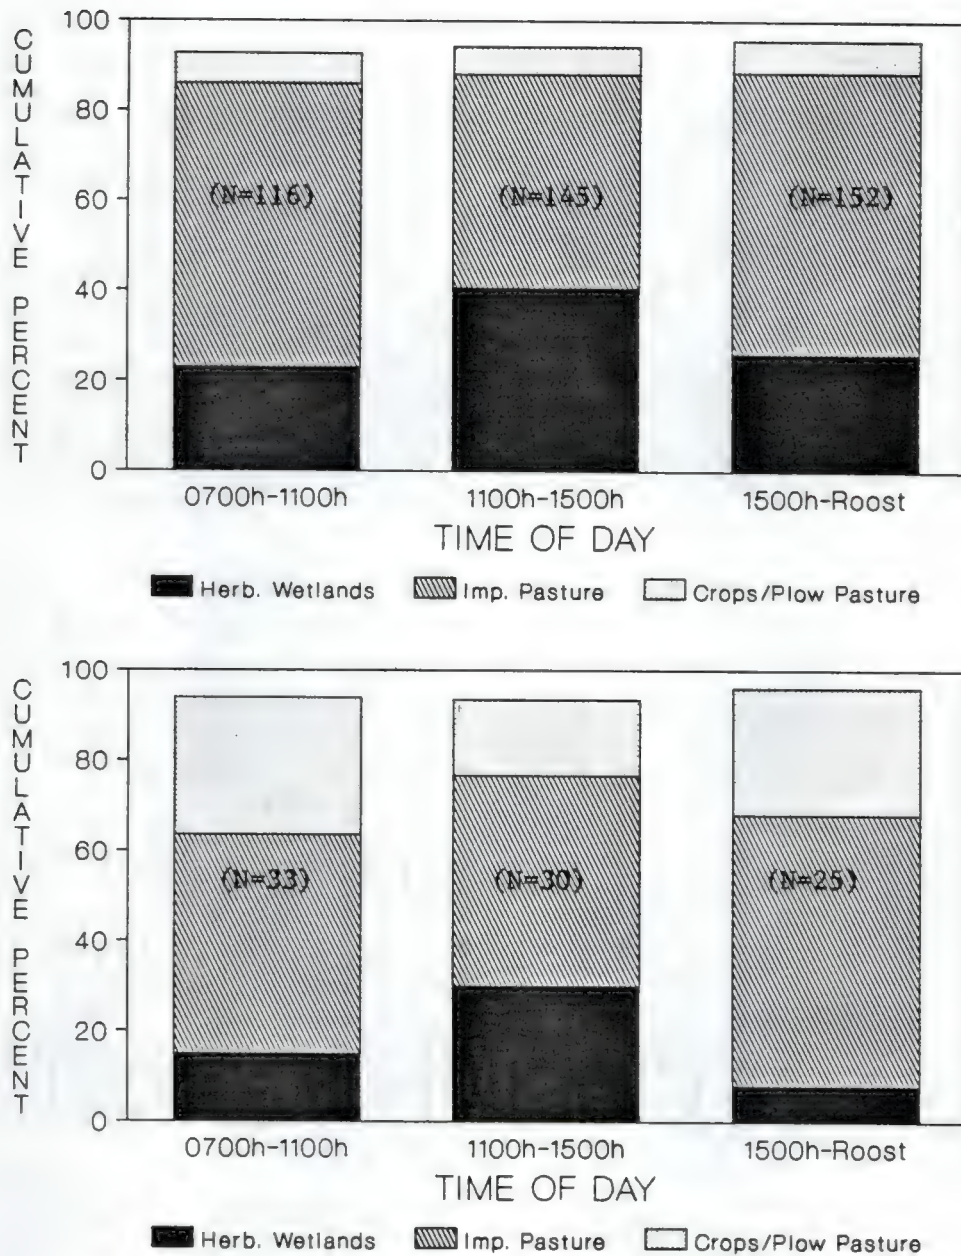 CUMULATIVE PERCENT
100
80
60
40
20
0
(N=116) (N=145) (N=152)
0700h-1100h 1100h-1500h 1500h-Roost
TIME OF DAY
Herb. Wetlands Imp. Pasture Crops/Plow Pasture
CUMULATIVE PERCENT
100
80
60
40
20
0
(N=33) (N=30) (N=25)
0700h-1100h 1100h-1500h 1500h-Roost
TIME OF DAY
Herb. Wetlands Imp. Pasture Crops/Plow Pasture